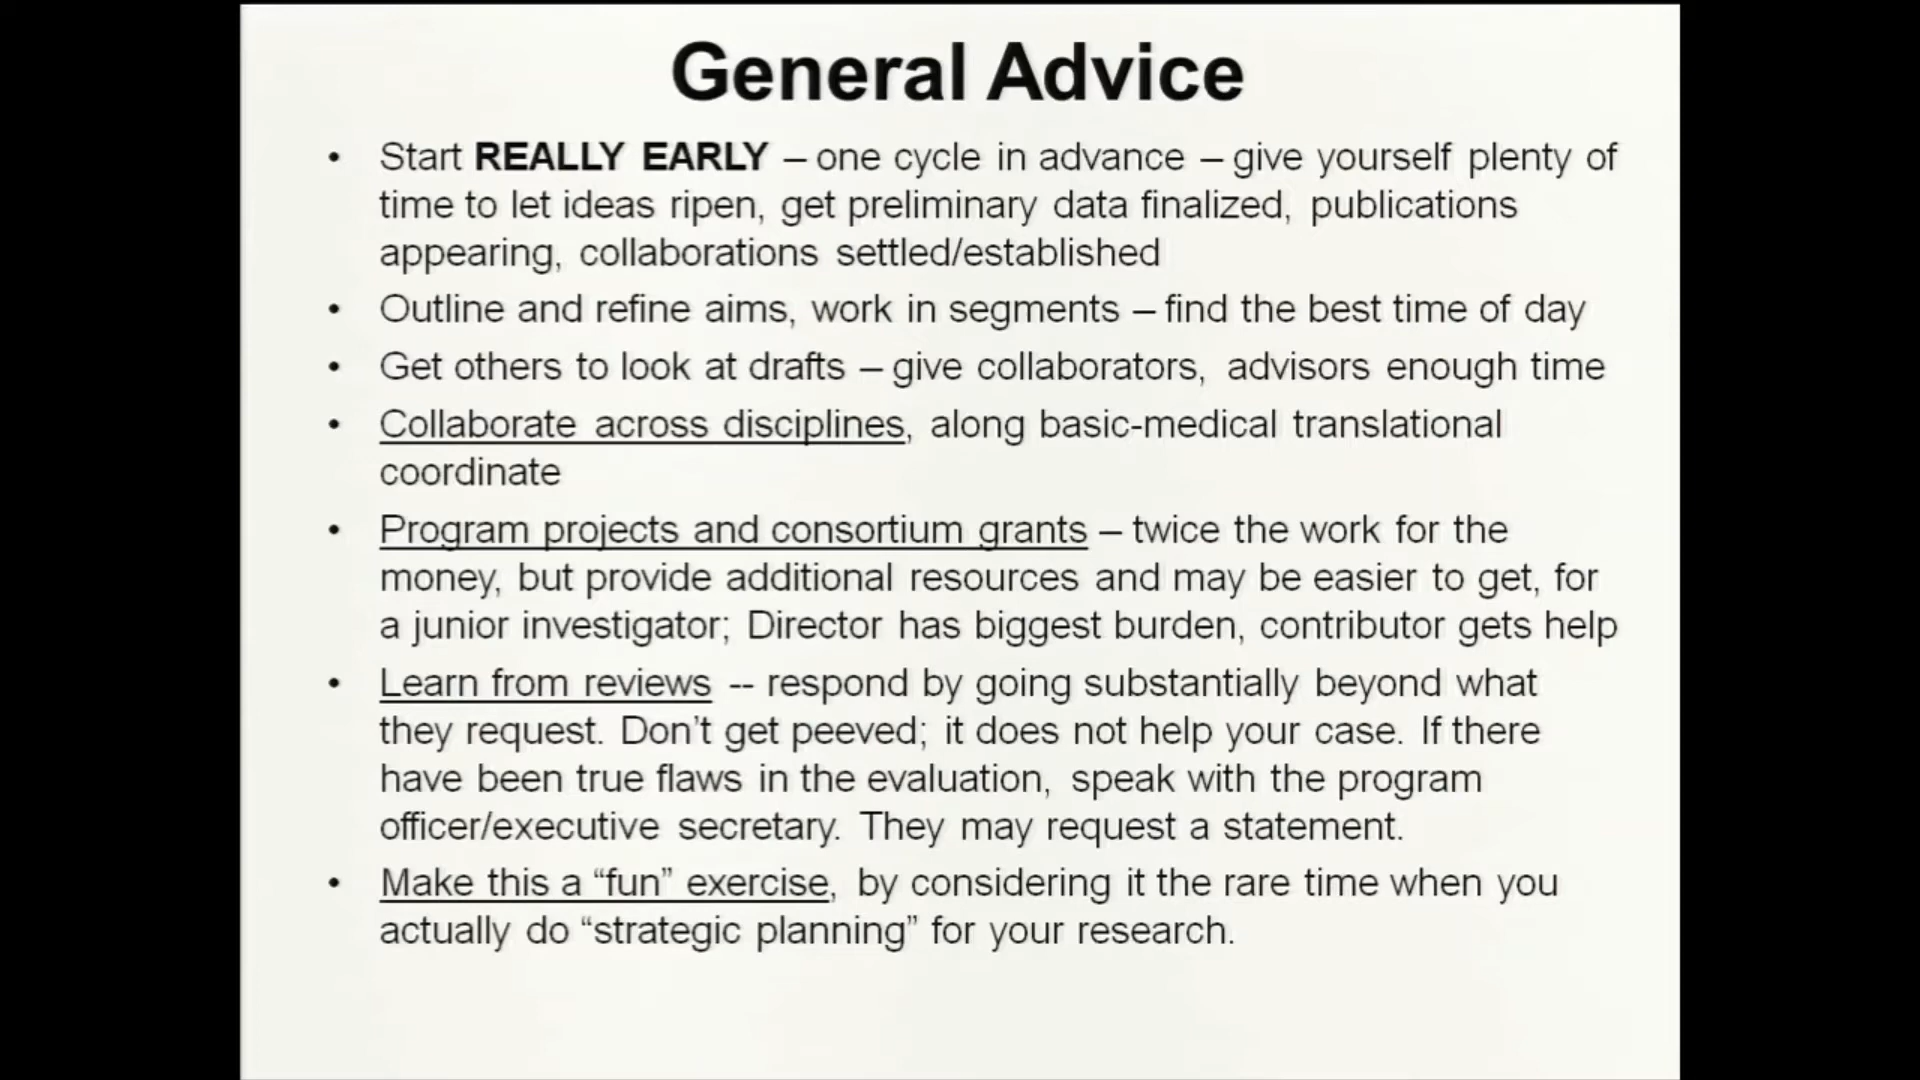 General Advice
• Start REALLY EARLY – one cycle in advance – give yourself plenty of
time to let ideas ripen, get preliminary data finalized, publications
appearing, collaborations settled/established
• Outline and refine aims, work in segments – find the best time of day
• Get others to look at drafts – give collaborators, advisors enough time
• Collaborate across disciplines, along basic-medical translational
coordinate
• Program projects and consortium grants – twice the work for the
money, but provide additional resources and may be easier to get, for
a junior investigator; Director has biggest burden, contributor gets help
• Learn from reviews -- respond by going substantially beyond what
they request. Don’t get peeved; it does not help your case. If there
have been true flaws in the evaluation, speak with the program
officer/executive secretary. They may request a statement.
• Make this a “fun” exercise, by considering it the rare time when you
actually do “strategic planning” for your research.